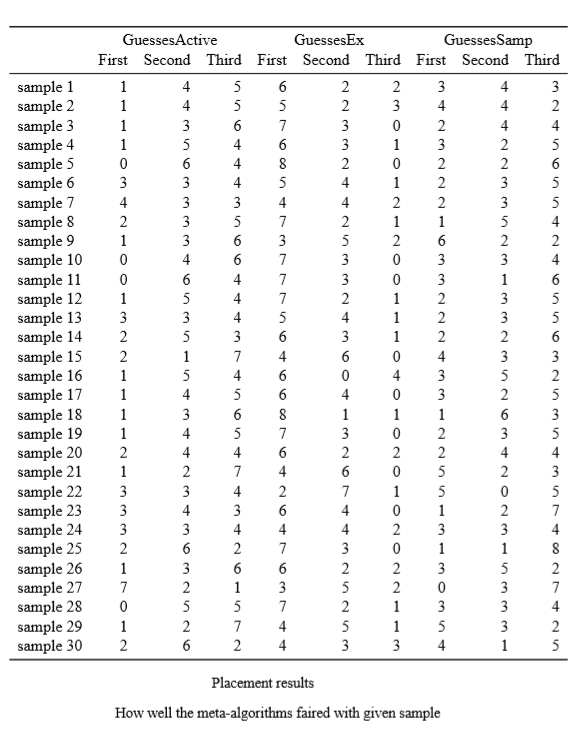 GuessesActive GuessesEx GuessesSamp
First Second Third First Second Third First Second Third
sample 1 1 4 5 6 2 2 3 4 3
sample 2 1 4 5 5 2 3 4 4 2
sample 3 1 3 6 7 3 0 2 4 4
sample 4 1 5 4 6 3 1 3 2 5
sample 5 0 6 4 8 2 0 2 2 6
sample 6 3 3 4 5 4 1 2 3 5
sample 7 4 3 3 4 4 2 2 3 5
sample 8 2 3 5 7 2 1 1 5 4
sample 9 1 3 6 3 5 2 6 2 2
sample 10 0 4 6 7 3 0 3 3 4
sample 11 0 6 4 7 3 0 3 1 6
sample 12 1 5 4 7 2 1 2 3 5
sample 13 3 3 4 5 4 1 2 3 5
sample 14 2 5 3 6 3 1 2 2 6
sample 15 2 1 7 4 6 0 4 3 3
sample 16 1 5 4 6 0 4 3 5 2
sample 17 1 4 5 6 4 0 3 2 5
sample 18 1 3 6 8 1 1 1 6 3
sample 19 1 4 5 7 3 0 2 3 5
sample 20 2 4 4 6 2 2 2 4 4
sample 21 1 2 7 4 6 0 5 2 3
sample 22 3 3 4 2 7 1 5 0 5
sample 23 3 4 3 6 4 0 1 2 7
sample 24 3 3 4 4 4 2 3 3 4
sample 25 2 6 2 7 3 0 1 1 8
sample 26 1 3 6 6 2 2 3 5 2
sample 27 7 2 1 3 5 2 0 3 7
sample 28 0 5 5 7 2 1 3 3 4
sample 29 1 2 7 4 5 1 5 3 2
sample 30 2 6 2 4 3 3 4 1 5
Placement results
How well the meta-algorithms faired with given sample